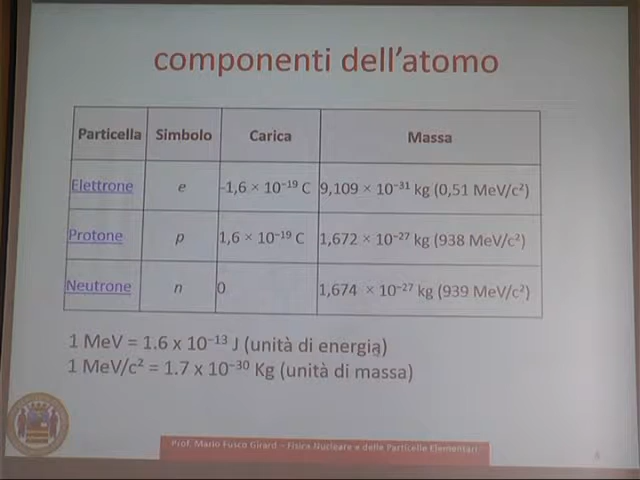 componenti dell'atomo
Particella Simbolo Carica Massa
Elettrone e -1,6 × 10⁻¹⁹ C 9,109 × 10⁻³¹ kg (0,51 MeV/c²)
Protone p 1,6 × 10⁻¹⁹ C 1,672 × 10⁻²⁷ kg (938 MeV/c²)
Neutrone n 0 1,674 × 10⁻²⁷ kg (939 MeV/c²)
1 MeV = 1.6 x 10⁻¹³ J (unità di energia)
1 MeV/c² = 1.7 x 10⁻³⁰ Kg (unità di massa)
Prof. Mario Fusco Girard – Fisica Nucleare e delle Particelle Elementari